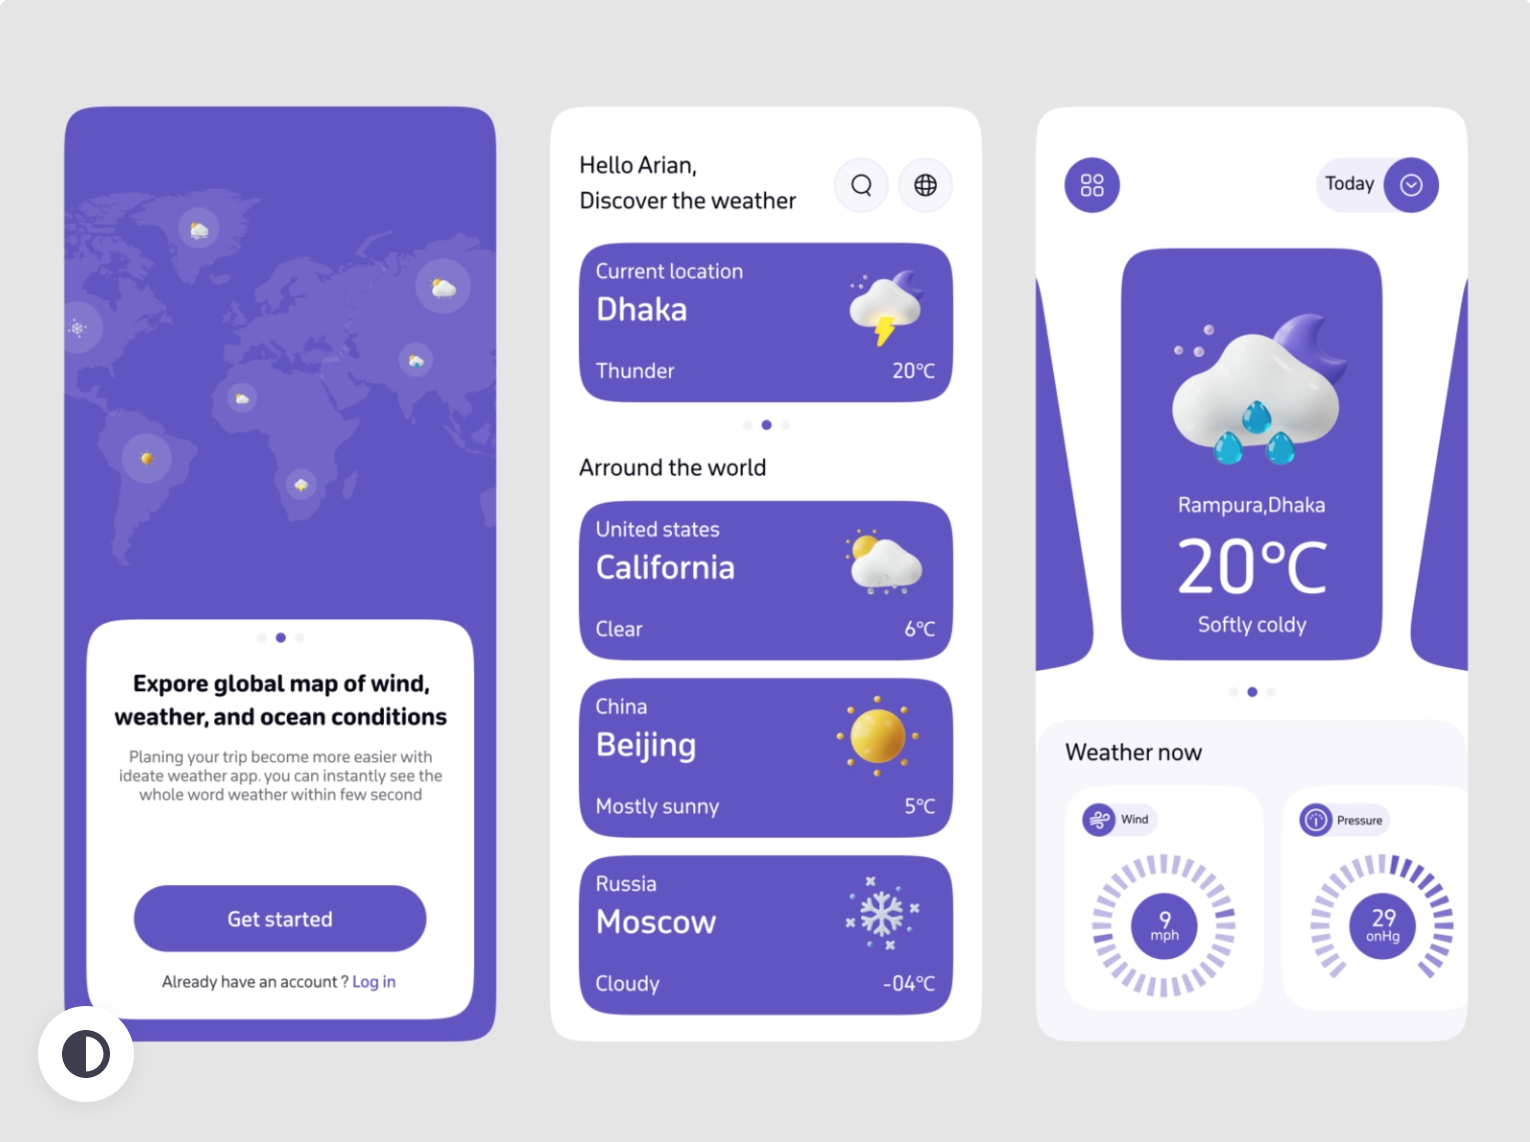 Expore global map of wind,
weather, and ocean conditions
Planing your trip become more easier with
ideate weather app. you can instantly see the
whole word weather within few second
Get started
Already have an account ? Log in
Hello Arian,
Discover the weather
Current location
Dhaka
Thunder
20°C
Arround the world
United states
California
Clear
6°C
China
Beijing
Mostly sunny
5°C
Russia
Moscow
Cloudy
-04°C
Today
Rampura,Dhaka
20°C
Softly coldy
Weather now
Wind
9
mph
Pressure
29
onHg